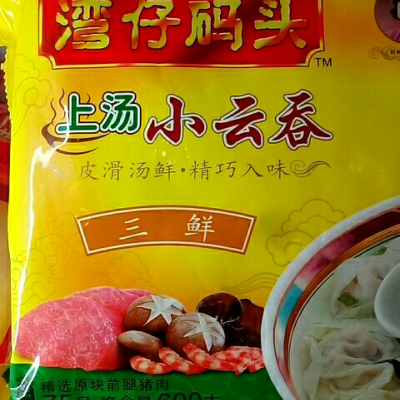 湾仔码头
TM
上汤小云吞
皮滑汤鲜·精巧入味
三鲜
精选原块前腿猪肉